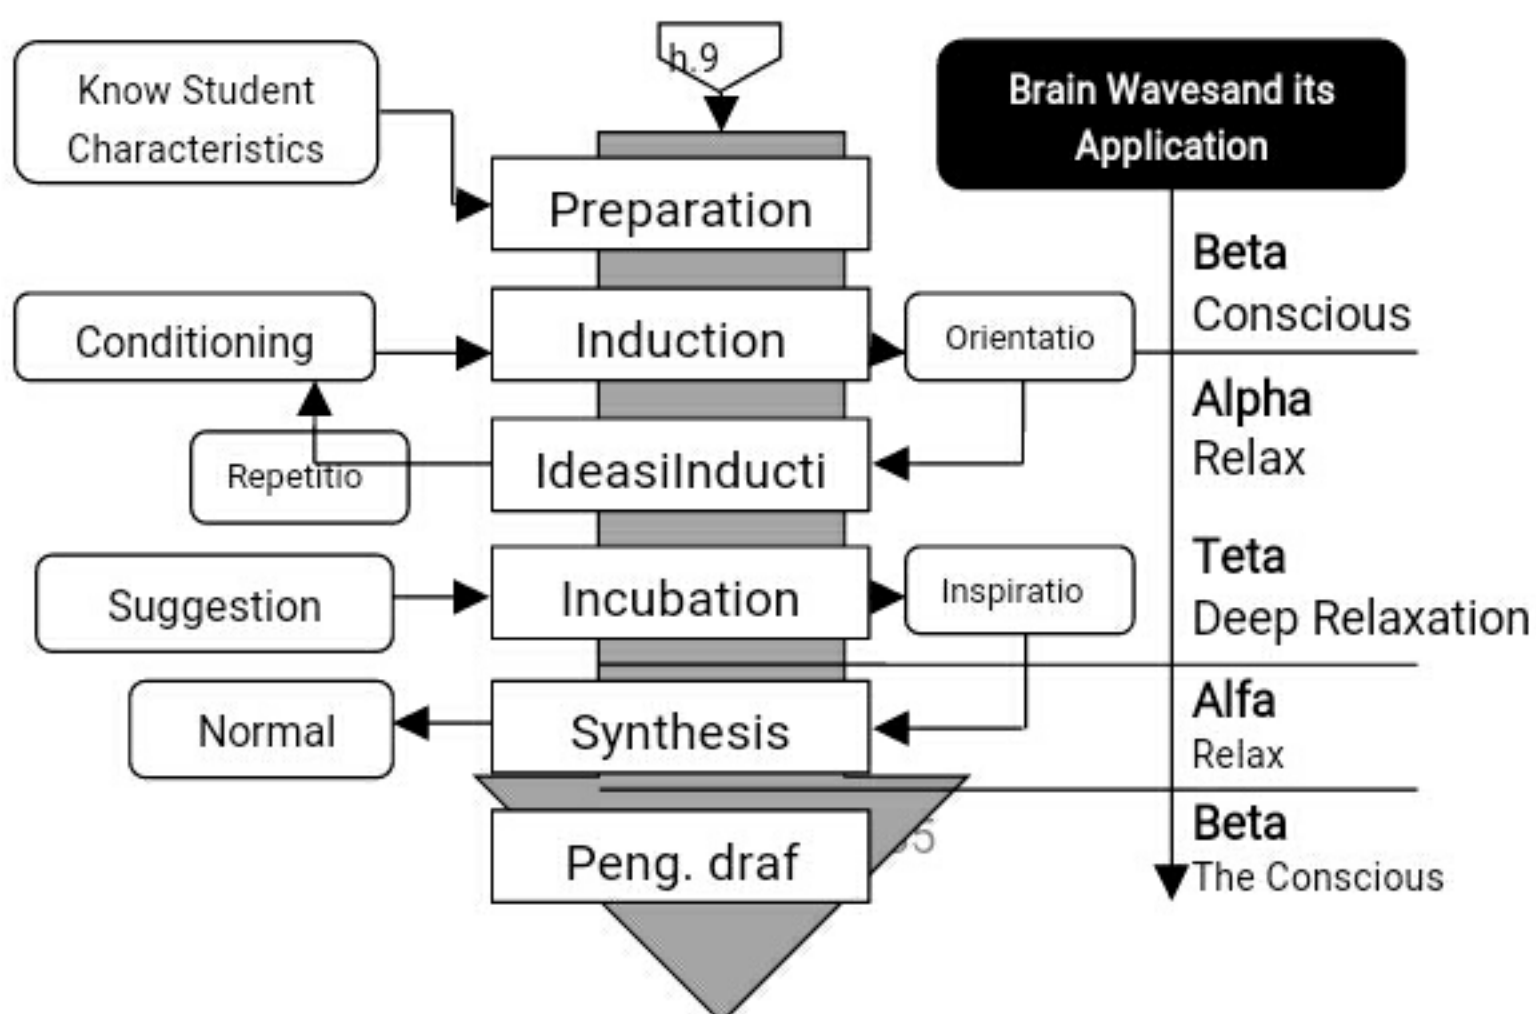 h.9
Know Student
Characteristics
Brain Wavesand its
Application
Preparation
Beta
Conscious
Conditioning
Induction
Orientatio
Alpha
Relax
Repetitio
IdeasiInducti
Teta
Deep Relaxation
Suggestion
Incubation
Inspiratio
Alfa
Relax
Normal
Synthesis
Beta
The Conscious
Peng. draf